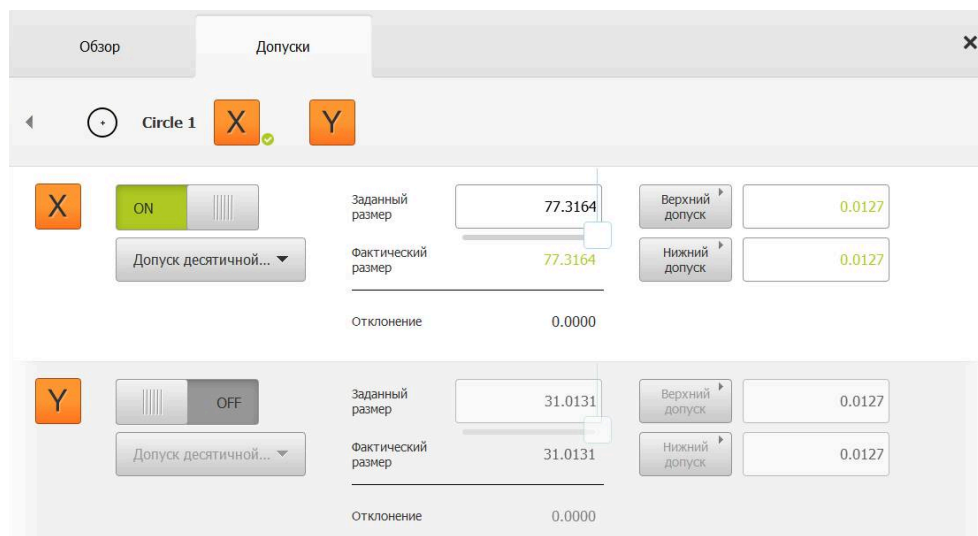 Обзор
Допуски
Circle 1
X
Y
X
ON
Заданный
размер
77.3164
Верхний
допуск
0.0127
Допуск десятичной...
Фактический
размер
77.3164
Нижний
допуск
0.0127
Отклонение
0.0000
Y
OFF
Заданный
размер
31.0131
Верхний
допуск
0.0127
Допуск десятичной...
Фактический
размер
31.0131
Нижний
допуск
0.0127
Отклонение
0.0000